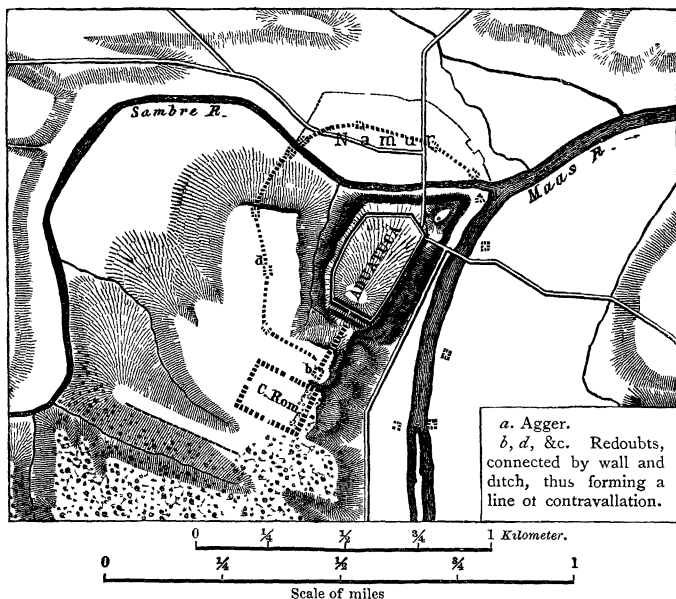 Sambre R.
Namur
Maas R.
ADUATUCA
d
b
C. Rom.
a. Agger.
b, d, &c. Redoubts,
connected by wall and
ditch, thus forming a
line of contravallation.
0 ¼ ½ ¾ 1 Kilometer.
0 ¼ ½ ¾ 1
Scale of miles